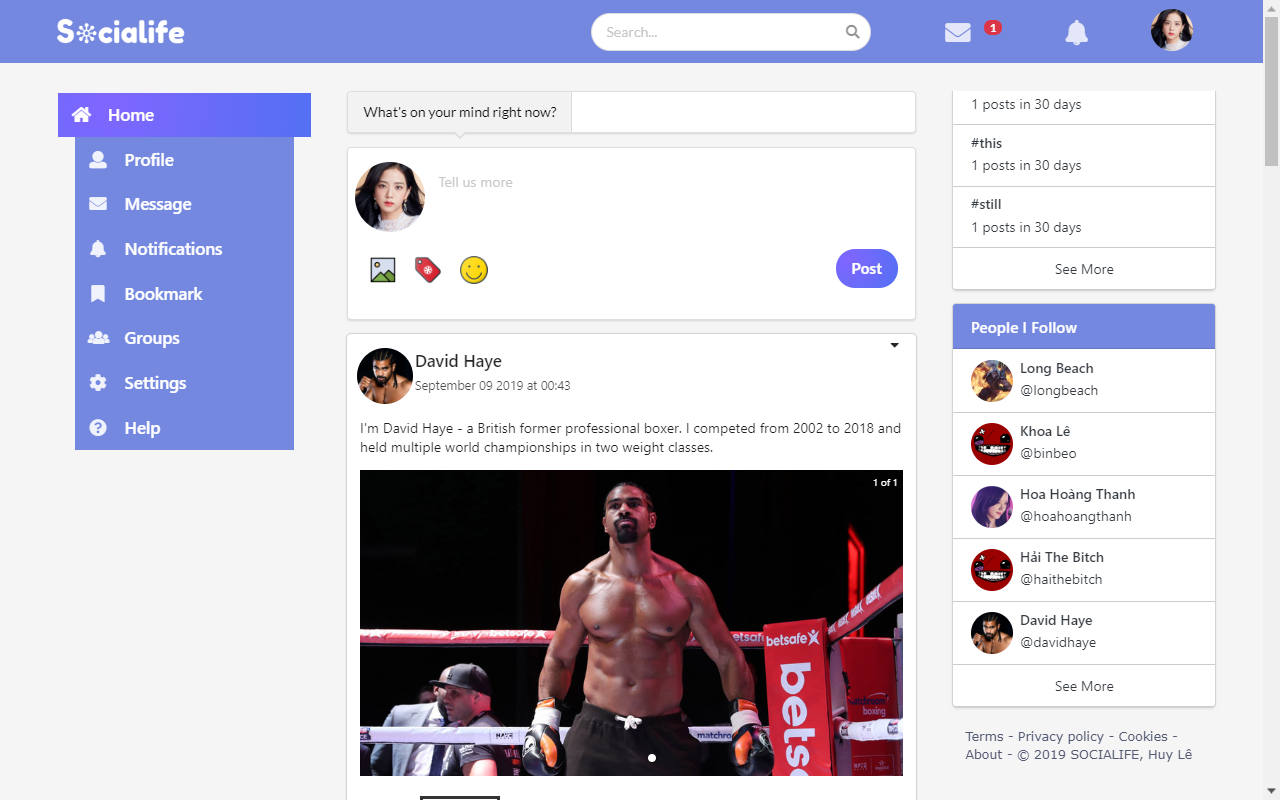 Socialife
Search...
1
Home
Profile
Message
Notifications
Bookmark
Groups
Settings
Help
What's on your mind right now?
Tell us more
Post
David Haye
September 09 2019 at 00:43
I'm David Haye - a British former professional boxer. I competed from 2002 to 2018 and
held multiple world championships in two weight classes.
1 of 1
betsafe
betsafe
betsafe
betsafe
matchroom
boxing
HAYE
1 posts in 30 days
#this
1 posts in 30 days
#still
1 posts in 30 days
See More
People I Follow
Long Beach
@longbeach
Khoa Lê
@binbeo
Hoa Hoàng Thanh
@hoahoangthanh
Hải The Bitch
@haithebitch
David Haye
@davidhaye
See More
Terms - Privacy policy - Cookies -
About - © 2019 SOCIALIFE, Huy Lê